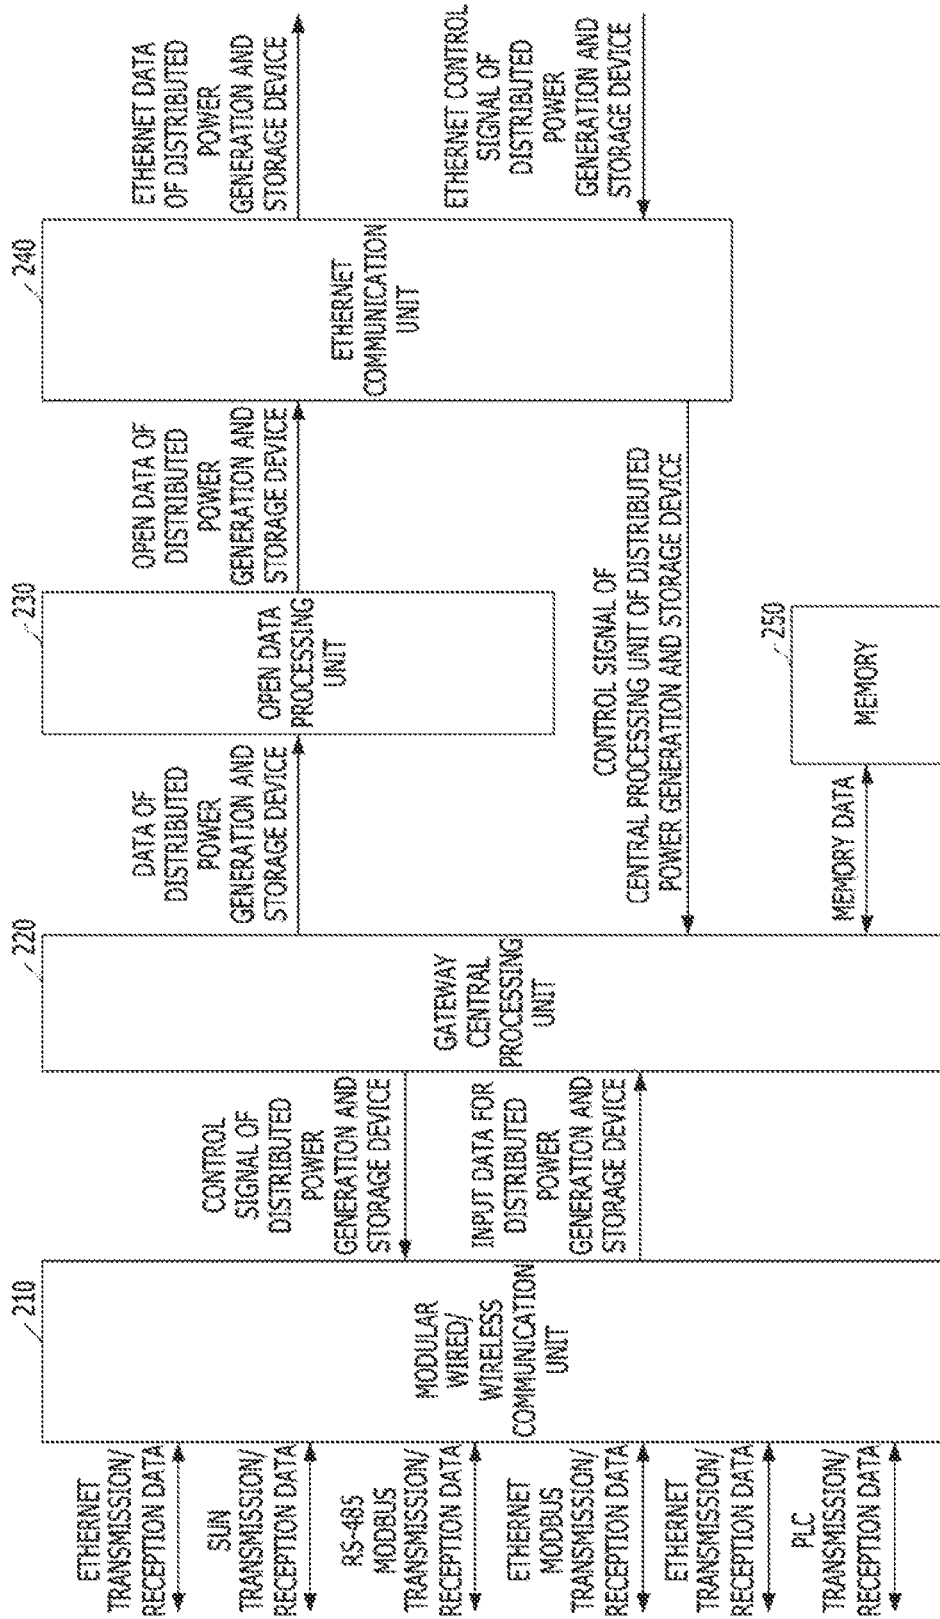 210
220
230
240
250
ETHERNET
TRANSMISSION/
RECEPTION DATA
SUN
TRANSMISSION/
RECEPTION DATA
RS-485
MODBUS
TRANSMISSION/
RECEPTION DATA
ETHERNET
MODBUS
TRANSMISSION/
RECEPTION DATA
ETHERNET
TRANSMISSION/
RECEPTION DATA
PLC
TRANSMISSION/
RECEPTION DATA
MODULAR
WIRED/
WIRELESS
COMMUNICATION
UNIT
CONTROL
SIGNAL OF
DISTRIBUTED
POWER
GENERATION AND
STORAGE DEVICE
INPUT DATA FOR
DISTRIBUTED
POWER
GENERATION AND
STORAGE DEVICE
GATEWAY
CENTRAL
PROCESSING
UNIT
DATA OF
DISTRIBUTED
POWER
GENERATION AND
STORAGE DEVICE
OPEN DATA
PROCESSING
UNIT
OPEN DATA OF
DISTRIBUTED
POWER
GENERATION AND
STORAGE DEVICE
CONTROL SIGNAL OF
CENTRAL PROCESSING UNIT OF DISTRIBUTED
POWER GENERATION AND STORAGE DEVICE
MEMORY DATA
MEMORY
ETHERNET
COMMUNICATION
UNIT
ETHERNET DATA
OF DISTRIBUTED
POWER
GENERATION AND
STORAGE DEVICE
ETHERNET CONTROL
SIGNAL OF
DISTRIBUTED
POWER
GENERATION AND
STORAGE DEVICE